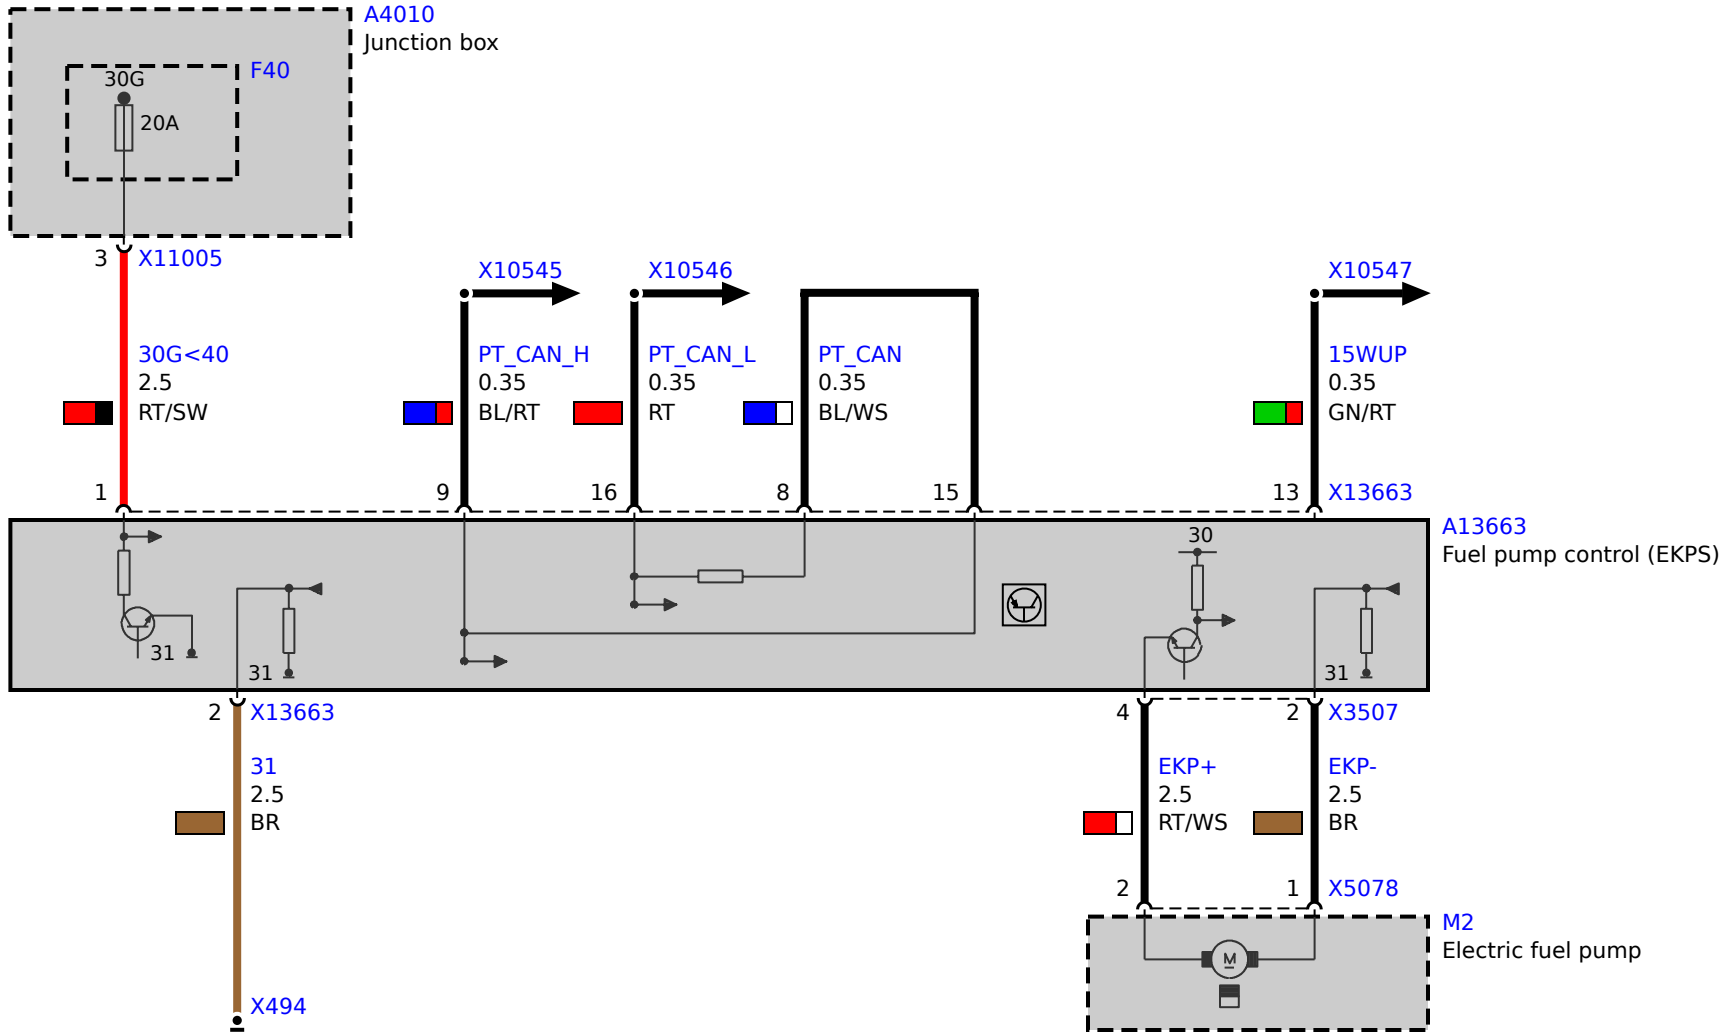 A4010
Junction box
F40
30G
20A
3 X11005
X10545
X10546
X10547
30G<40
2.5
RT/SW
PT_CAN_H
0.35
BL/RT
PT_CAN_L
0.35
RT
PT_CAN
0.35
BL/WS
15WUP
0.35
GN/RT
1
9
16
8
15
13 X13663
A13663
Fuel pump control (EKPS)
30
31
31
31
2 X13663
4
2 X3507
31
2.5
BR
EKP+
2.5
RT/WS
EKP-
2.5
BR
2
1 X5078
M2
Electric fuel pump
M
X494